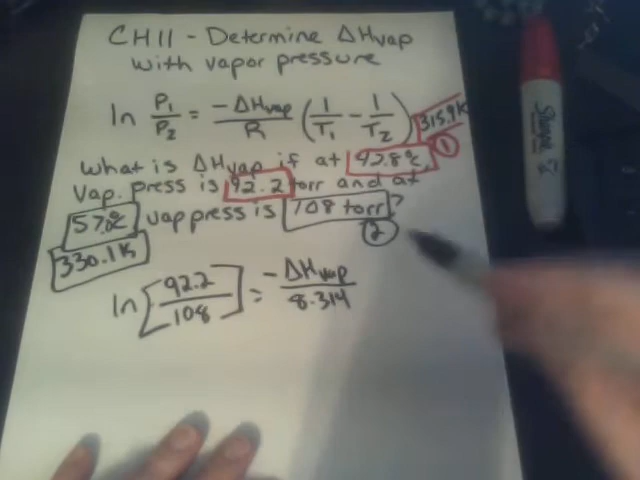 CH11 - Determine ΔHvap
with vapor pressure
ln P1/P2 = -ΔHvap/R (1/T1 - 1/T2) 315.9K
What is ΔHvap if at 42.8°C, 1
vap. press is 92.2 torr and at
57.0°C vap press is 108 torr? 2
330.1K
ln [92.2/108] = -ΔHvap/8.314
Sharpie